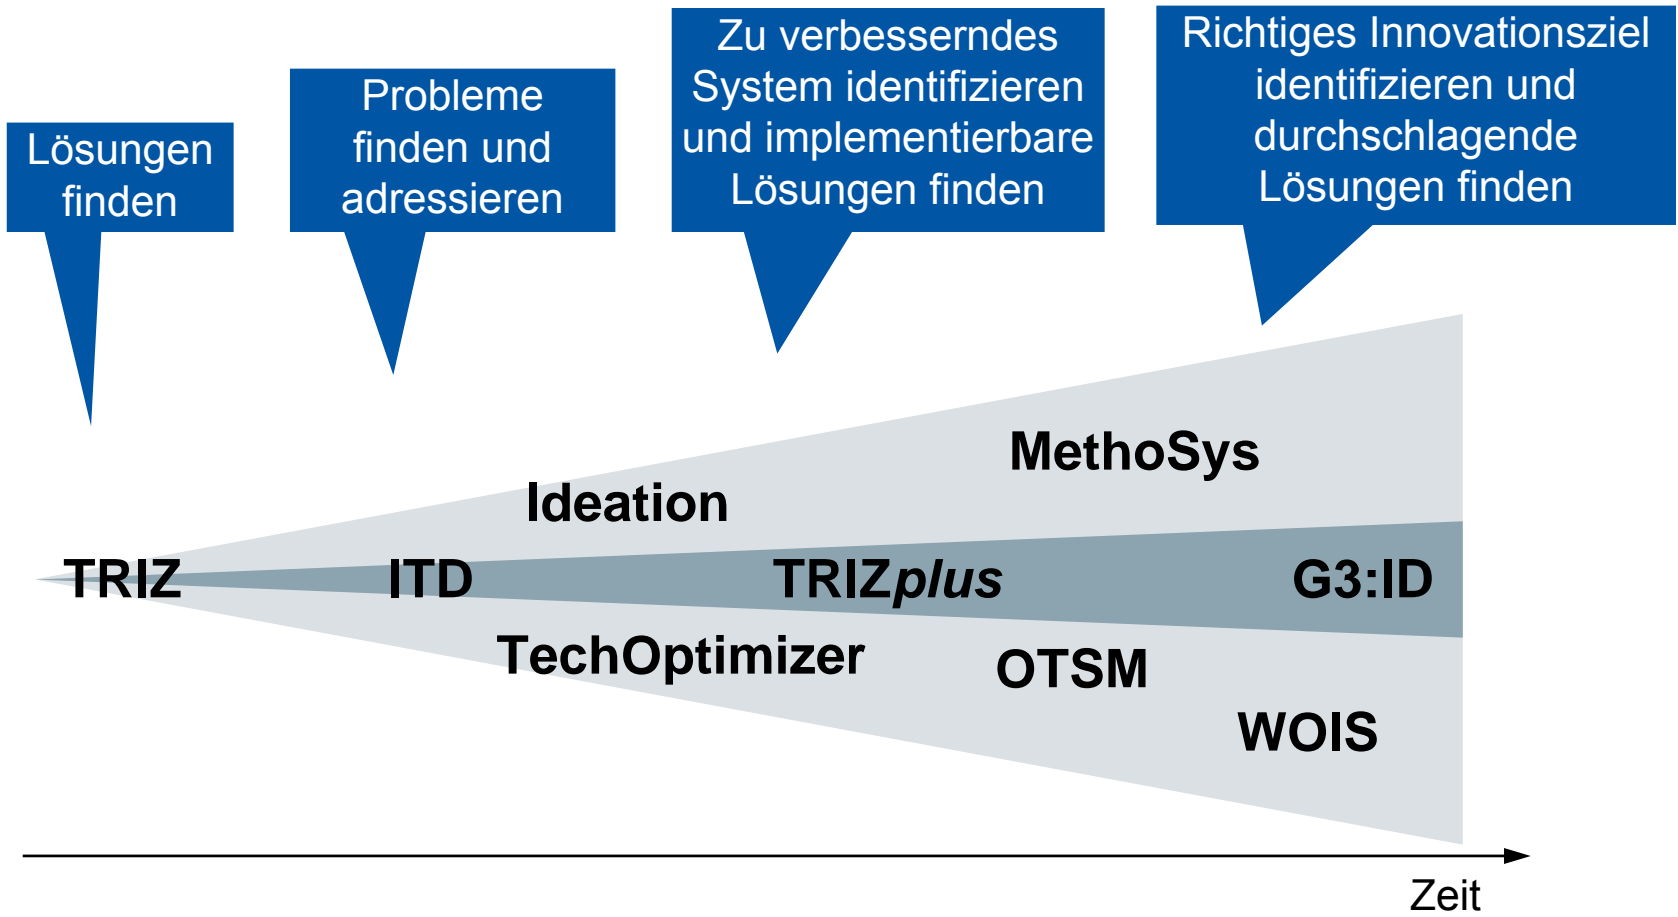 Lösungen
finden
Probleme
finden und
adressieren
Zu verbesserndes
System identifizieren
und implementierbare
Lösungen finden
Richtiges Innovationsziel
identifizieren und
durchschlagende
Lösungen finden
MethoSys
Ideation
TRIZ
ITD
TRIZplus
G3:ID
TechOptimizer
OTSM
WOIS
Zeit